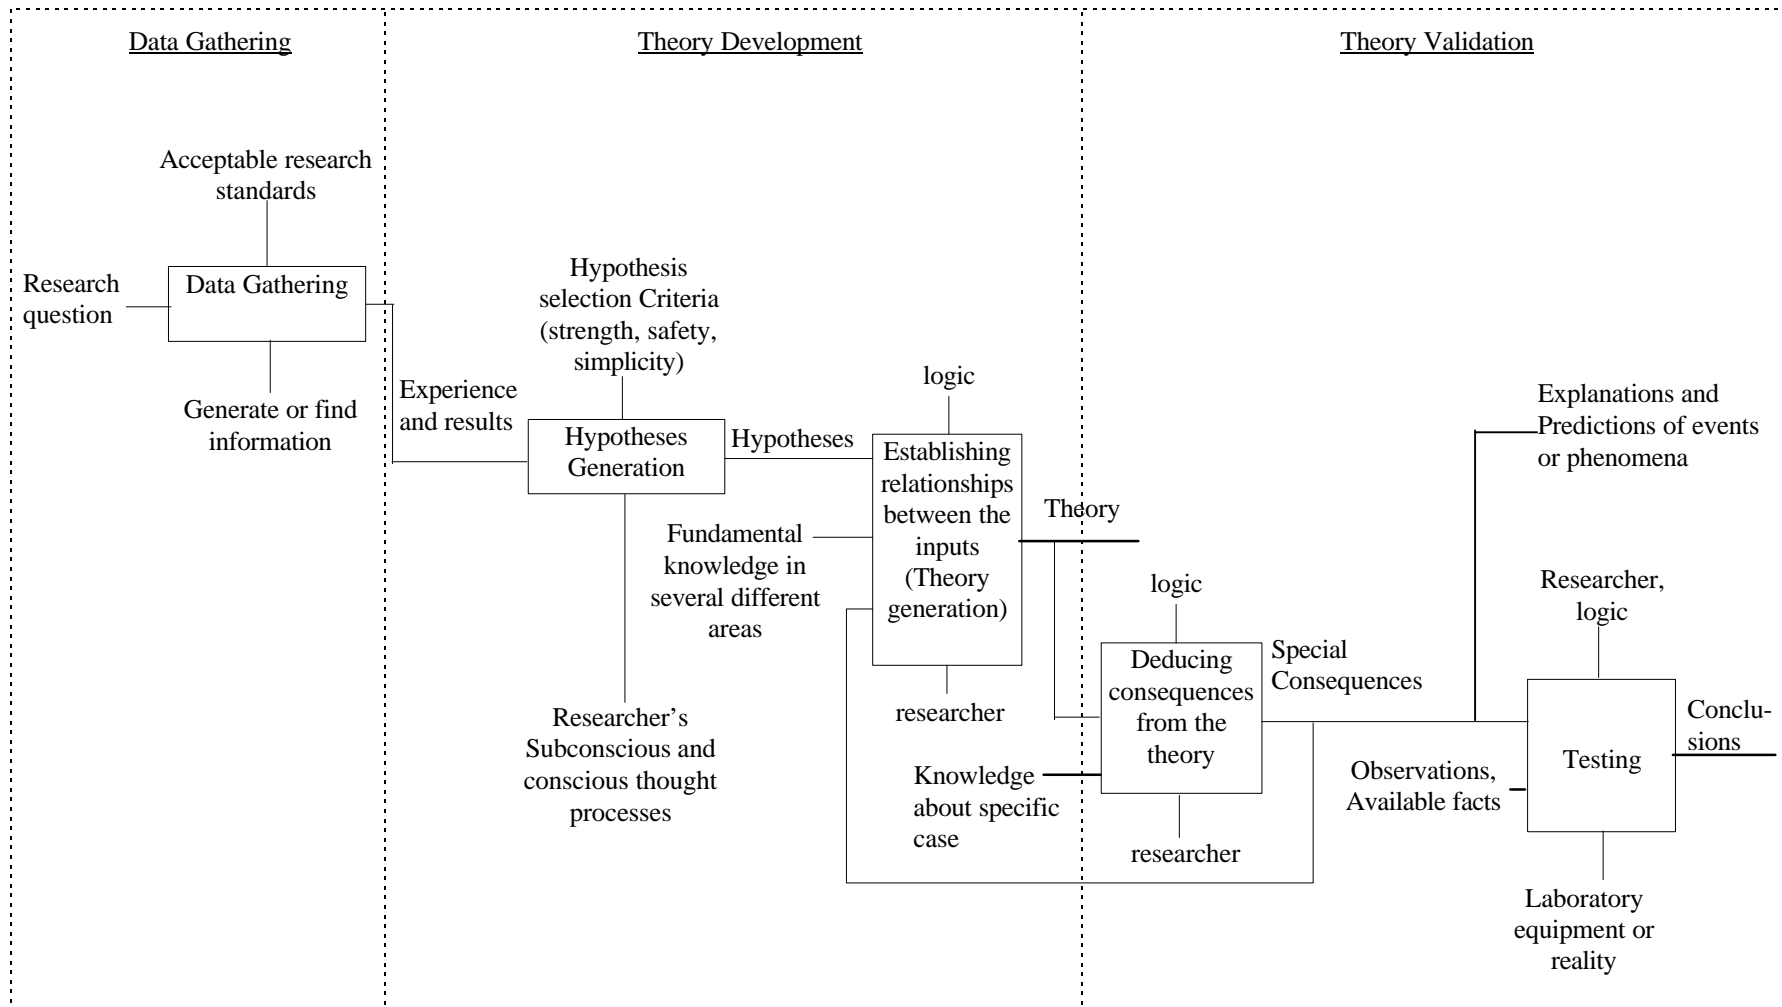 Data Gathering
Theory Development
Theory Validation
Acceptable research
standards
Research
question
Data Gathering
Generate or find
information
Experience
and results
Hypothesis
selection Criteria
(strength, safety,
simplicity)
Hypotheses
Generation
Researcher’s
Subconscious and
conscious thought
processes
Hypotheses
Fundamental
knowledge in
several different
areas
logic
Establishing
relationships
between the
inputs
(Theory
generation)
researcher
Theory
logic
Deducing
consequences
from the
theory
Knowledge
about specific
case
researcher
Special
Consequences
Explanations and
Predictions of events
or phenomena
Researcher,
logic
Testing
Observations,
Available facts
Laboratory
equipment or
reality
Conclu-
sions